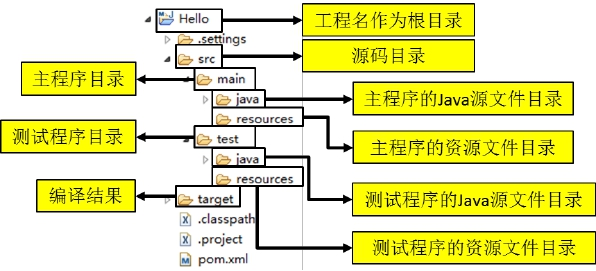 Hello
工程名作为根目录
.settings
src
源码目录
主程序目录
main
java
主程序的Java源文件目录
resources
主程序的资源文件目录
测试程序目录
test
java
测试程序的Java源文件目录
resources
测试程序的资源文件目录
编译结果
target
.classpath
.project
pom.xml